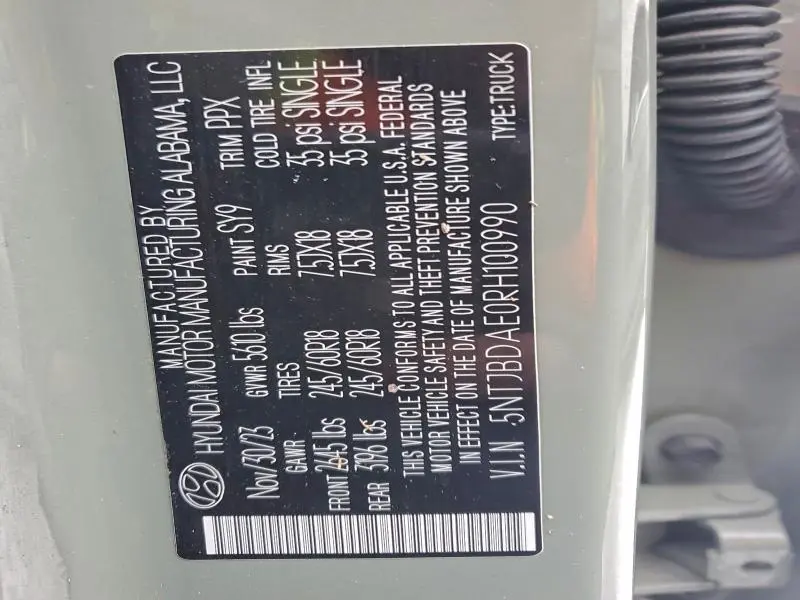 MANUFACTURED BY
HYUNDAI MOTOR MANUFACTURING ALABAMA, LLC
Nov/30/23 GVWR 5610 lbs PAINT SY9 TRIM PPX
GAWR TIRES RIMS COLD TIRE INFL
FRONT 2645 lbs 245/60R18 7.5JX18 35 psi SINGLE
REAR 3196 lbs 245/60R18 7.5JX18 35 psi SINGLE
THIS VEHICLE CONFORMS TO ALL APPLICABLE U.S.A. FEDERAL
MOTOR VEHICLE SAFETY AND THEFT PREVENTION STANDARDS
IN EFFECT ON THE DATE OF MANUFACTURE SHOWN ABOVE
V.I.N :5NTJBDAE0RH100990 TYPE:TRUCK